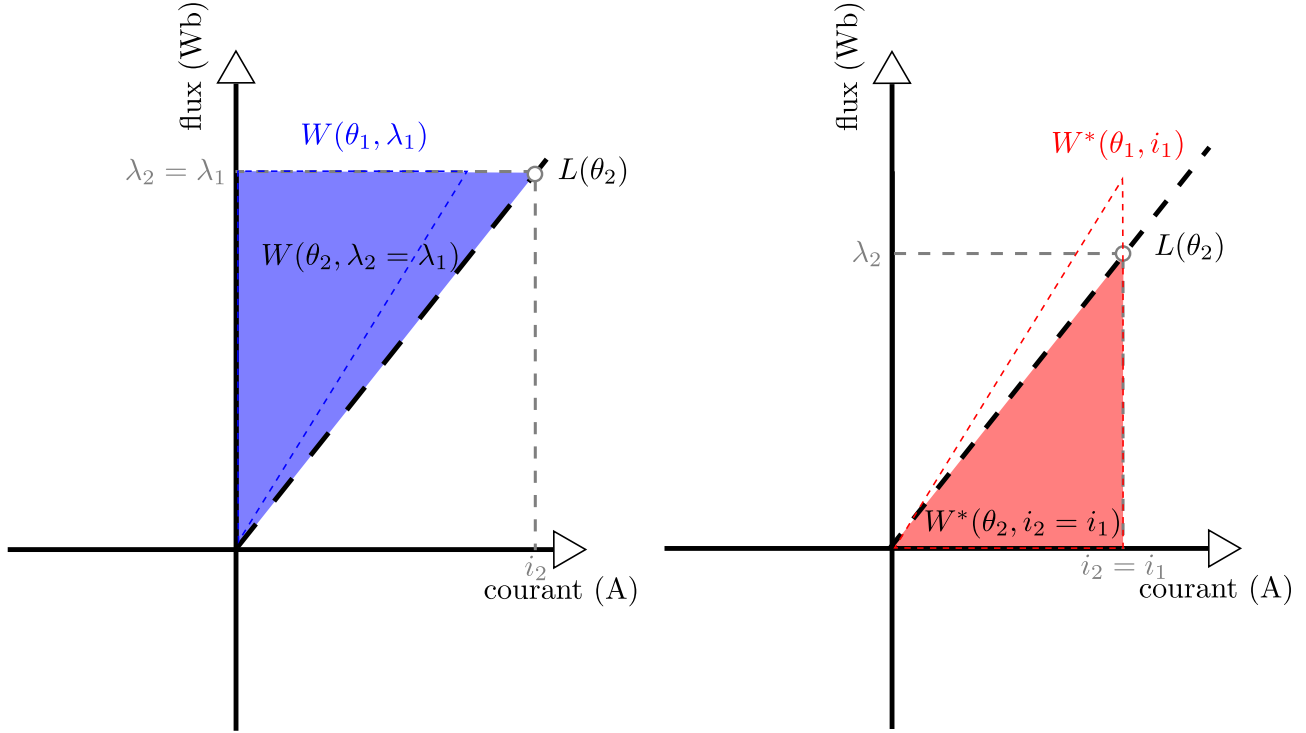 flux (Wb)
W(θ₁, λ₁)
λ₂ = λ₁
L(θ₂)
W(θ₂, λ₂ = λ₁)
i₂
courant (A)
flux (Wb)
W*(θ₁, i₁)
L(θ₂)
λ₂
W*(θ₂, i₂ = i₁)
i₂ = i₁
courant (A)